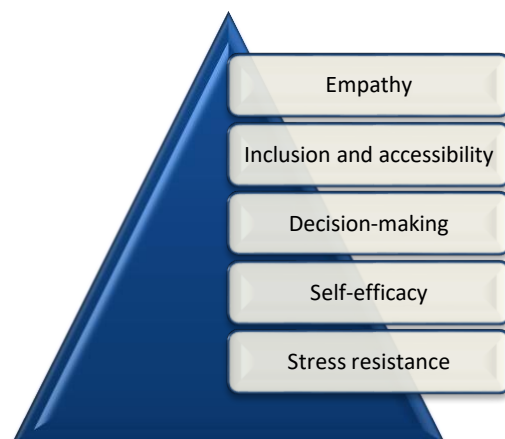 Empathy
Inclusion and accessibility
Decision-making
Self-efficacy
Stress resistance